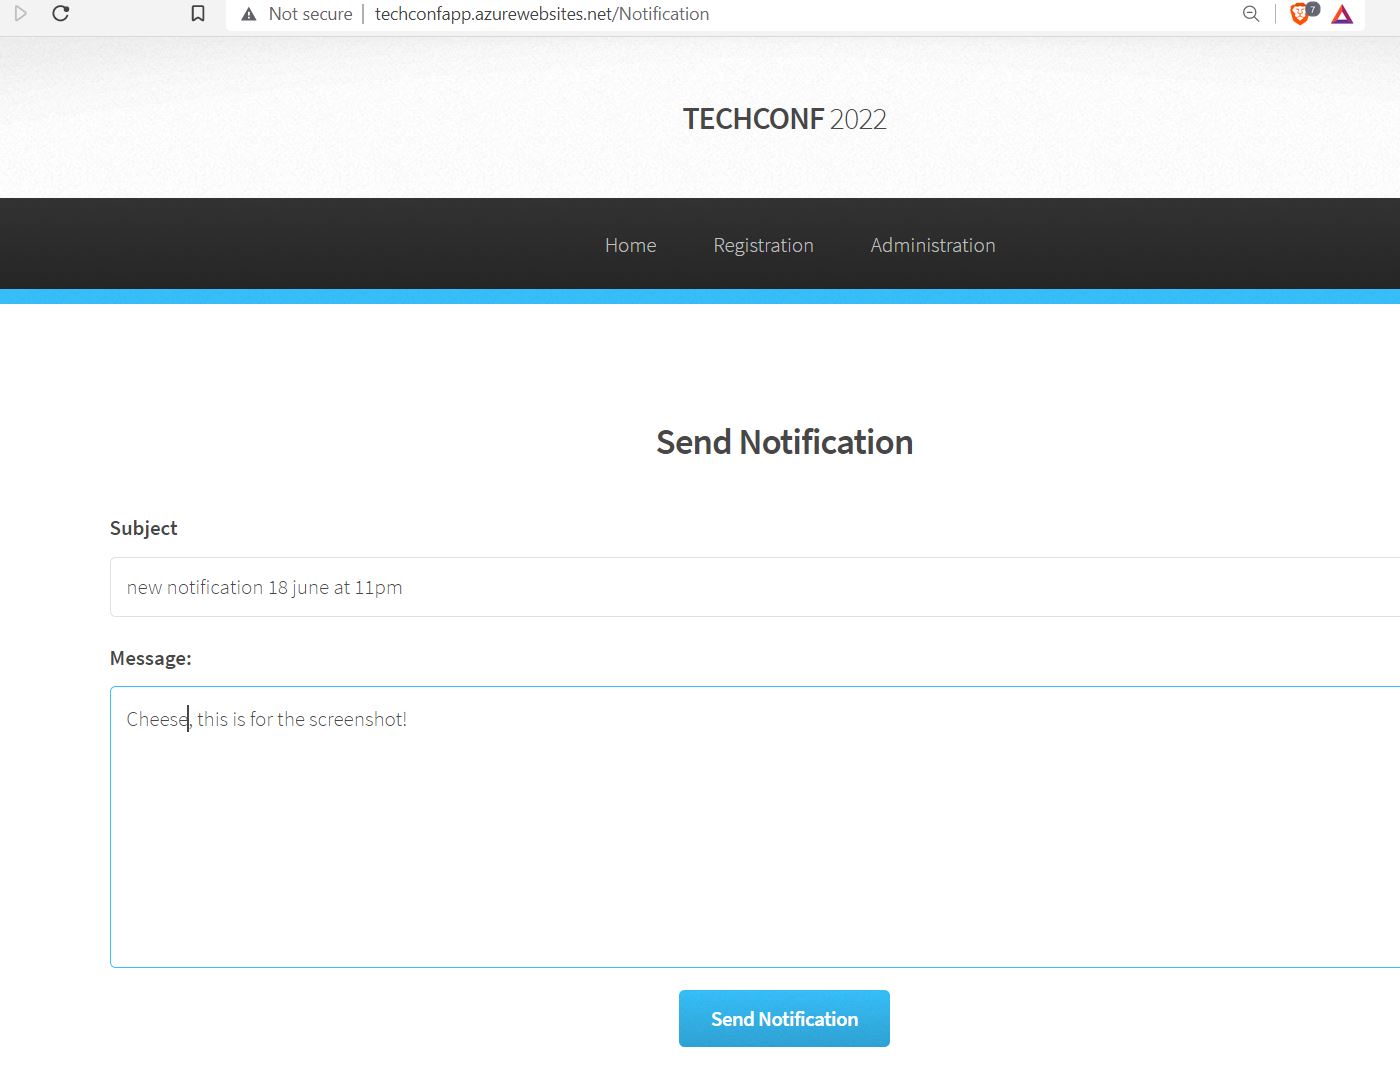 Not secure techconfapp.azurewebsites.net/Notification 7
TECHCONF 2022
Home Registration Administration
Send Notification
Subject
new notification 18 june at 11pm
Message:
Cheese, this is for the screenshot!
Send Notification